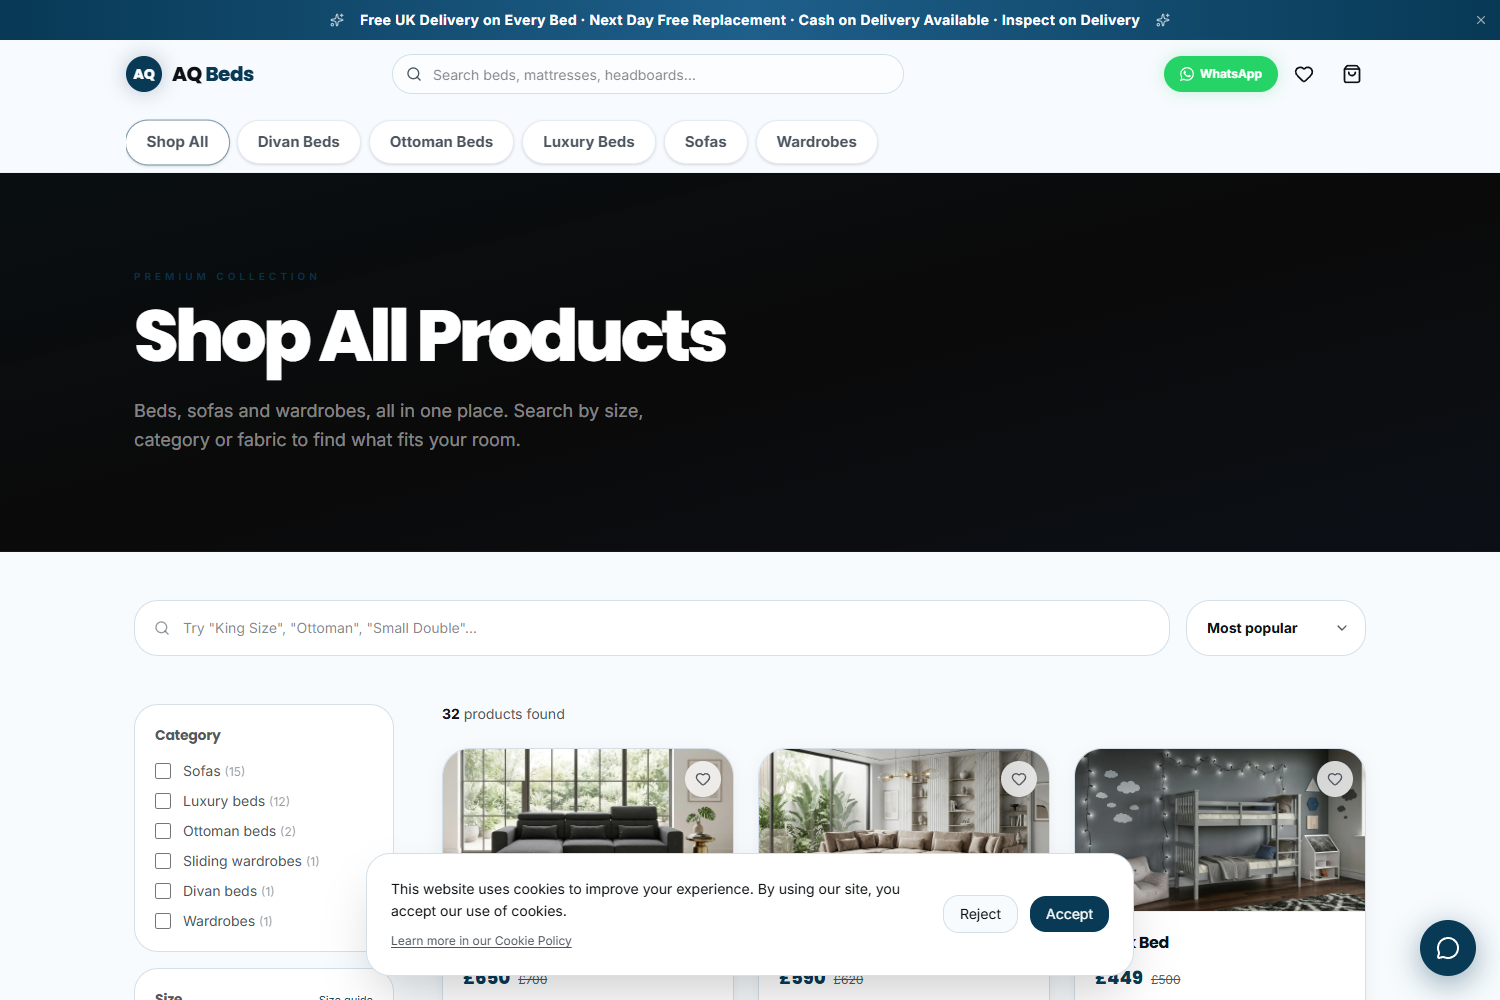 Free UK Delivery on Every Bed · Next Day Free Replacement · Cash on Delivery Available · Inspect on Delivery
AQ
AQ Beds
Search beds, mattresses, headboards...
WhatsApp
Shop All
Divan Beds
Ottoman Beds
Luxury Beds
Sofas
Wardrobes
PREMIUM COLLECTION
Shop All Products
Beds, sofas and wardrobes, all in one place. Search by size,
category or fabric to find what fits your room.
Try "King Size", "Ottoman", "Small Double"...
Most popular
Category
Sofas (15)
Luxury beds (12)
Ottoman beds (2)
Sliding wardrobes (1)
Divan beds (1)
Wardrobes (1)
Size
Size guide
32 products found
Bed
£650 £700
£590 £620
£449 £500
This website uses cookies to improve your experience. By using our site, you
accept our use of cookies.
Learn more in our Cookie Policy
Reject
Accept